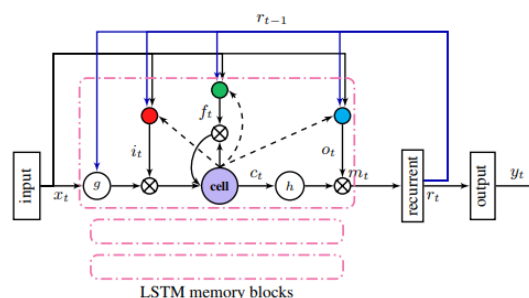 r_{t−1}
f_t
i_t
o_t
input
x_t
g
cell
c_t
h
m_t
recurrent
r_t
output
y_t
LSTM memory blocks